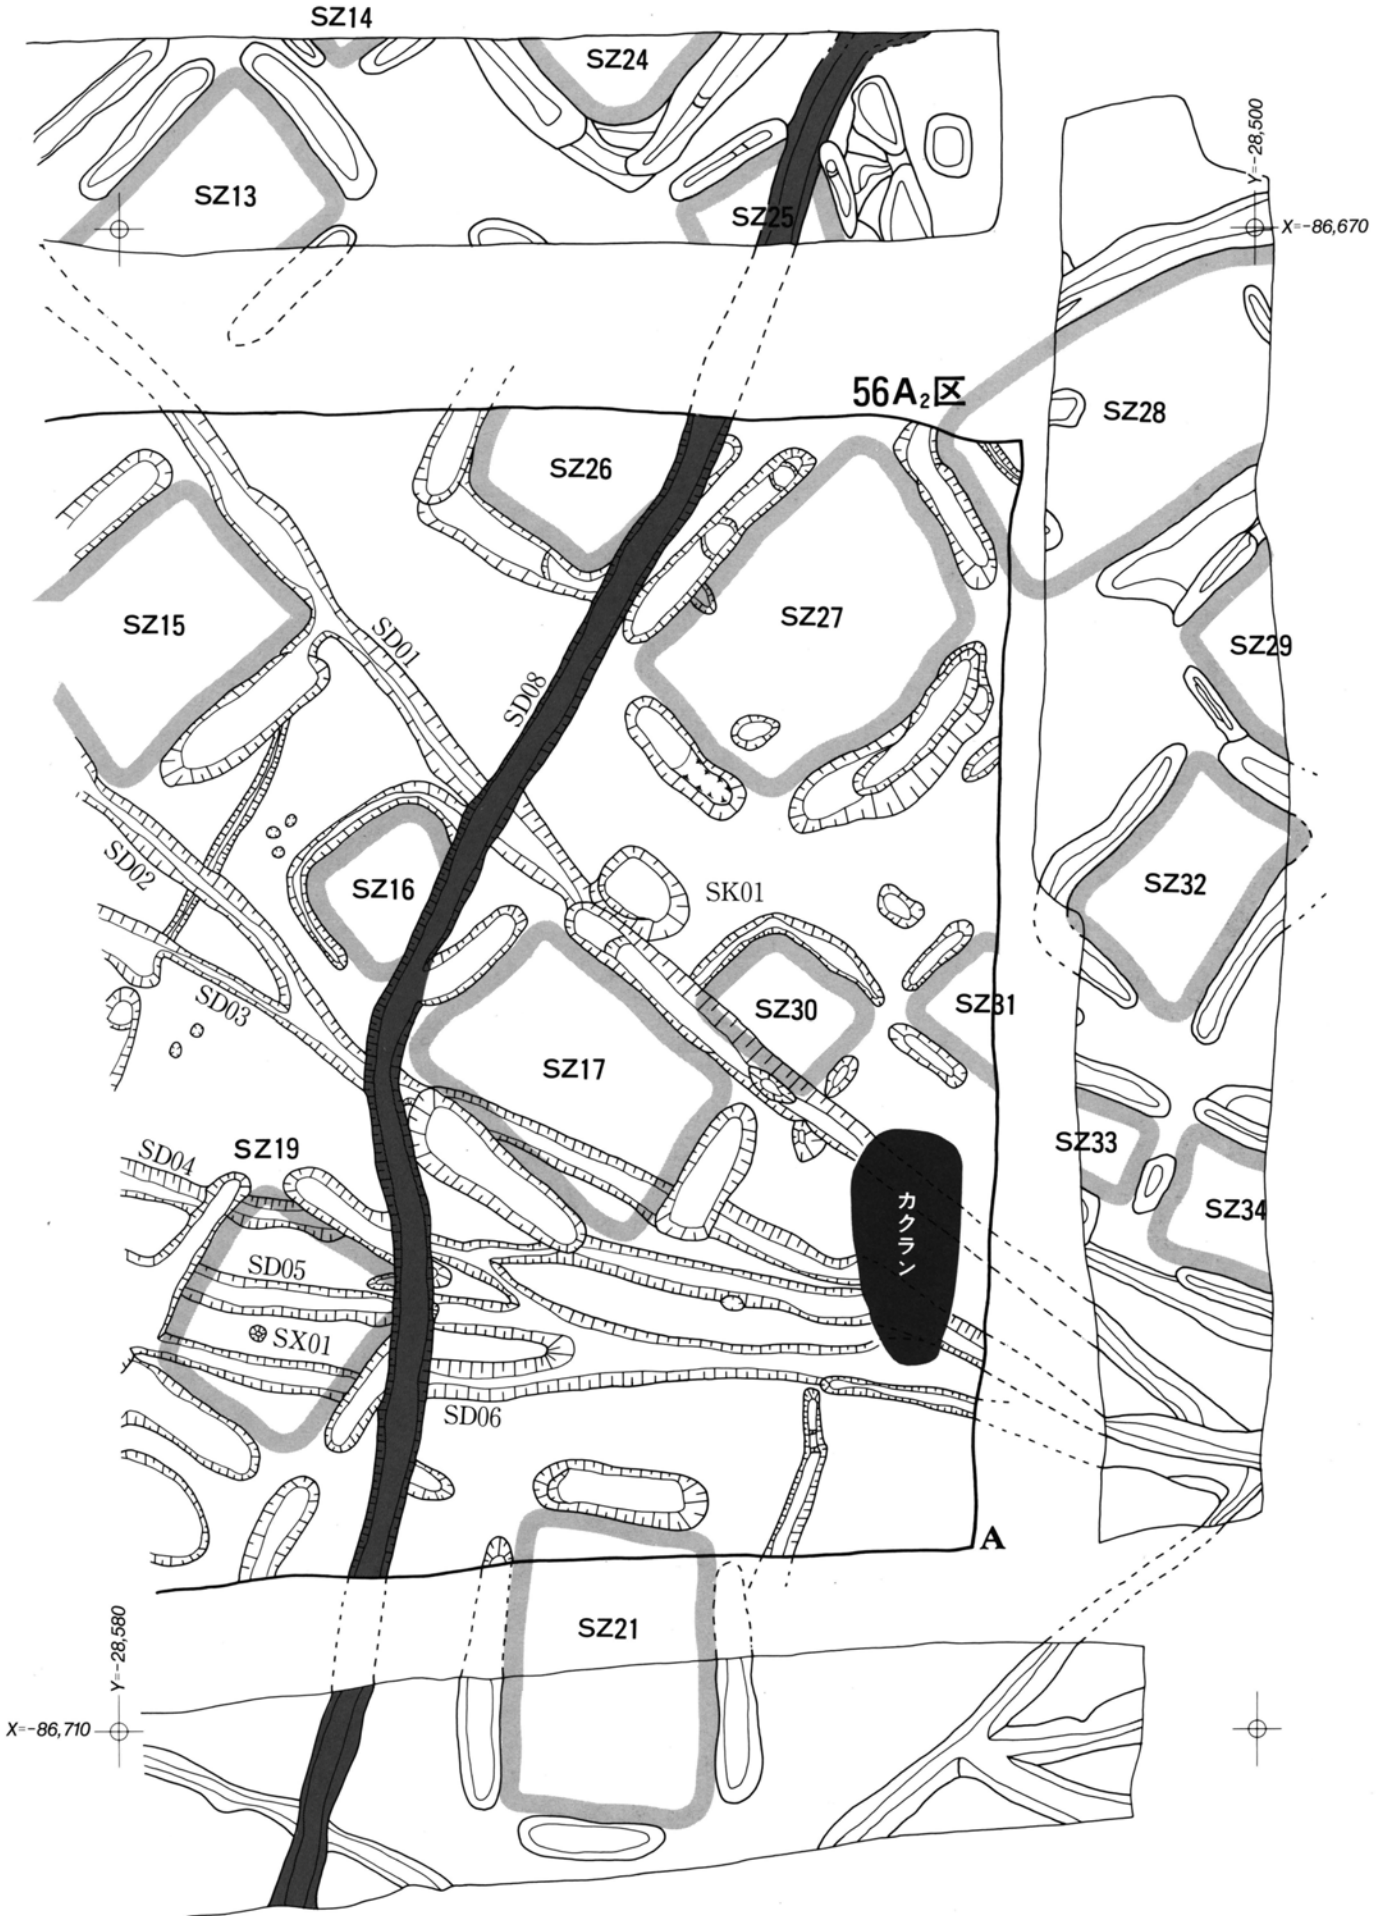 SZ14
SZ24
SZ13
SZ25
Y=-28,500
X=-86,670
56A₂区
SZ28
SZ26
SZ27
SZ15
SD01
SZ29
SD08
SD02
SZ16
SK01
SZ32
SD03
SZ30
SZ31
SZ17
SD04
SZ19
SZ33
カクラン
SZ34
SD05
SX01
SD06
A
SZ21
Y=-28,580
X=-86,710